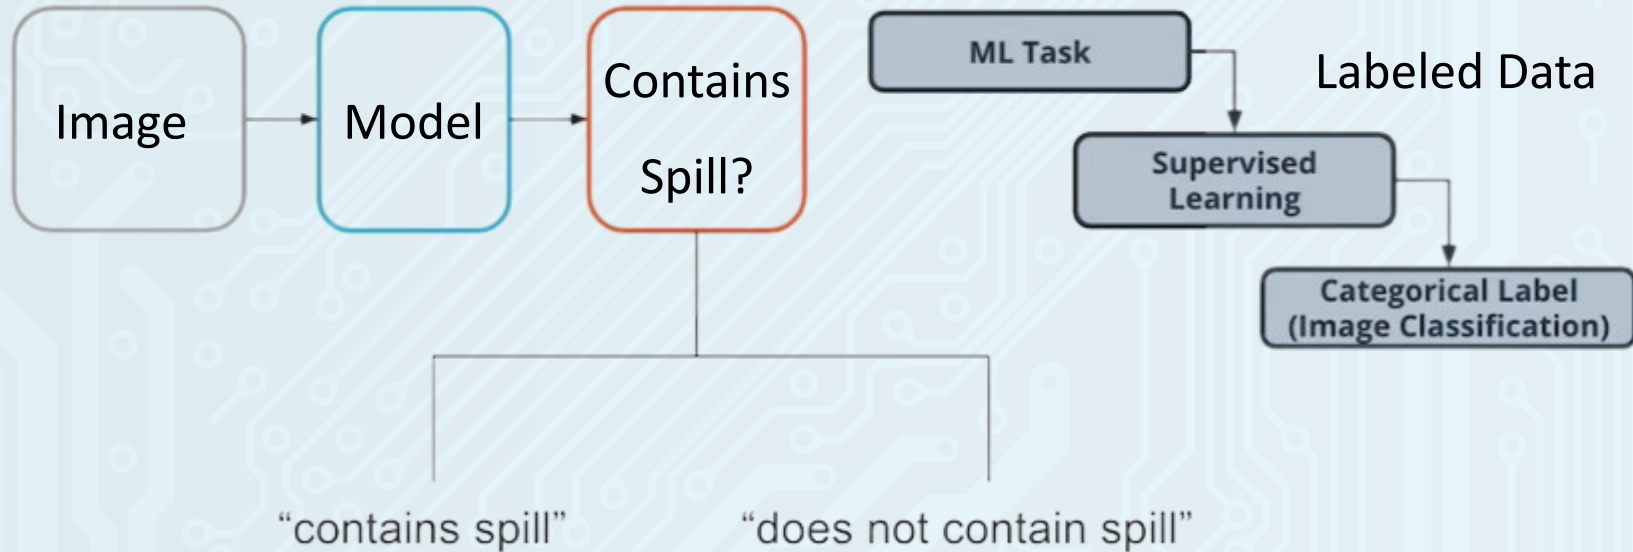 Image
Model
Contains
Spill?
ML Task
Labeled Data
Supervised
Learning
Categorical Label
(Image Classification)
“contains spill”
“does not contain spill”